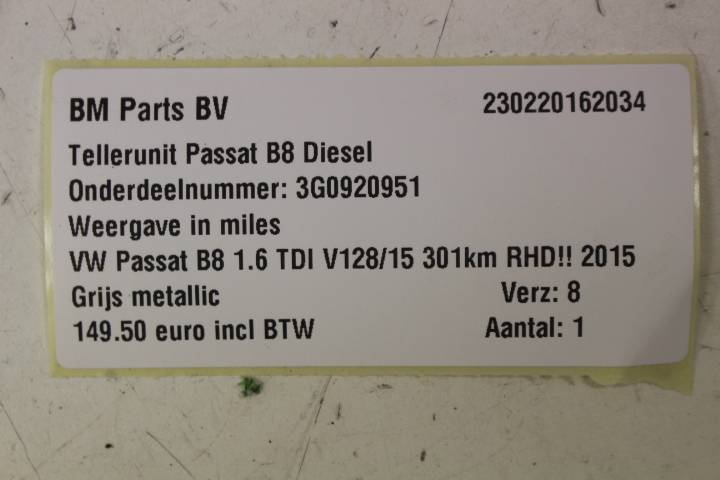 BM Parts BV 230220162034
Tellerunit Passat B8 Diesel
Onderdeelnummer: 3G0920951
Weergave in miles
VW Passat B8 1.6 TDI V128/15 301km RHD!! 2015
Grijs metallic Verz: 8
149.50 euro incl BTW Aantal: 1